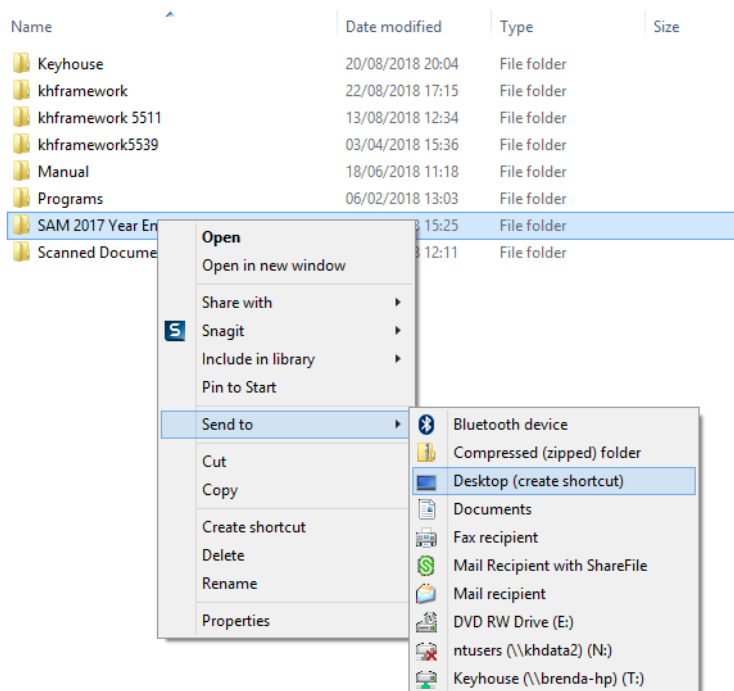 Name Date modified Type Size
Keyhouse 20/08/2018 20:04 File folder
khframework 22/08/2018 17:15 File folder
khframework 5511 13/08/2018 12:34 File folder
khframework5539 03/04/2018 15:36 File folder
Manual 18/06/2018 11:18 File folder
Programs 06/02/2018 13:03 File folder
SAM 2017 Year En 15:25 File folder
Scanned Docume 12:11 File folder
Open
Open in new window
Share with
Snagit
Include in library
Pin to Start
Send to
Cut
Copy
Create shortcut
Delete
Rename
Properties
Bluetooth device
Compressed (zipped) folder
Desktop (create shortcut)
Documents
Fax recipient
Mail Recipient with ShareFile
Mail recipient
DVD RW Drive (E:)
ntusers (\\khdata2) (N:)
Keyhouse (\\brenda-hp) (T:)